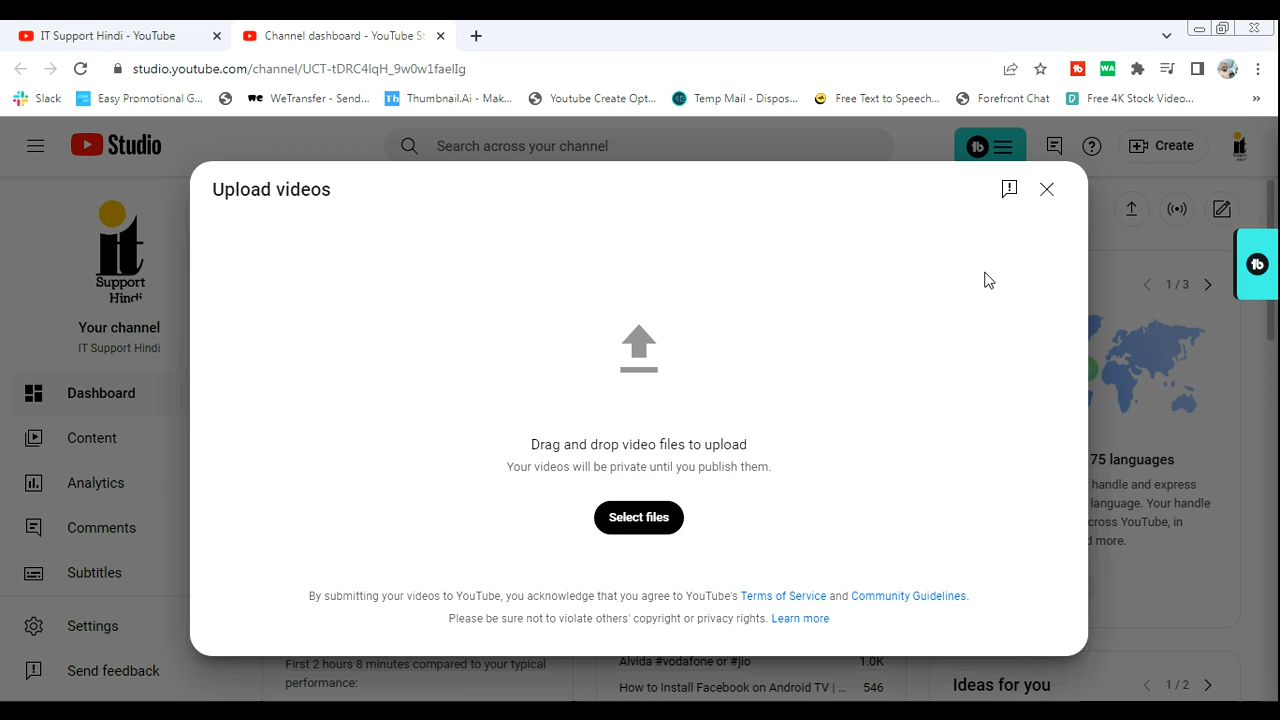 IT Support Hindi - YouTube
Channel dashboard - YouTube St
studio.youtube.com/channel/UCT-tDRC4lqH_9w0w1faelIg
Slack
Easy Promotional G...
WeTransfer - Send...
Th
Thumbnail.Ai - Mak...
Youtube Create Opt...
Temp Mail - Dispos...
Free Text to Speech...
Forefront Chat
Free 4K Stock Video...
Studio
Search across your channel
Create
Upload videos
it
Support
Hindi
Your channel
IT Support Hindi
Dashboard
Content
Analytics
Comments
Subtitles
Settings
Send feedback
Drag and drop video files to upload
Your videos will be private until you publish them.
Select files
By submitting your videos to YouTube, you acknowledge that you agree to YouTube's Terms of Service and Community Guidelines.
Please be sure not to violate others' copyright or privacy rights. Learn more
1 / 3
75 languages
handle and express
language. Your handle
cross YouTube, in
d more.
First 2 hours 8 minutes compared to your typical
performance:
Alvida #vodafone or #jio 1.0K
How to Install Facebook on Android TV | ... 546
Ideas for you
1 / 2